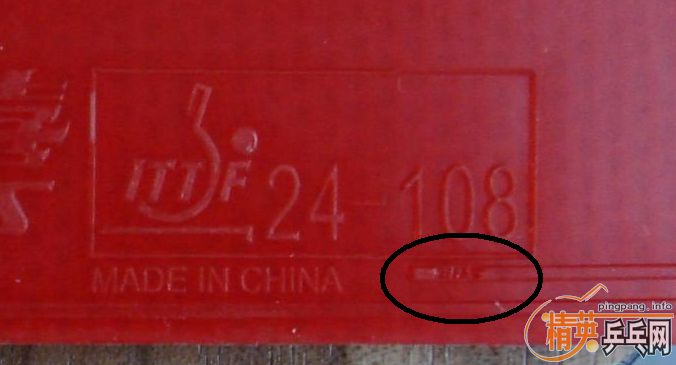 ITTF 24-108
MADE IN CHINA
pingpang.info
精英乒乓网